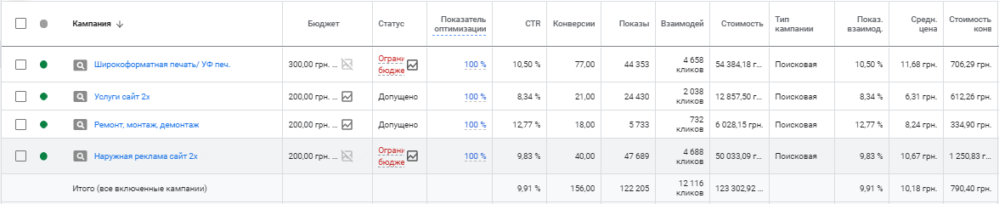 Кампания ↓ Бюджет Статус Показатель оптимизации CTR Конверсии Показы Взаимодей. Стоимость Тип кампании Показ. взаимод. Средн. цена Стоимость конв
Широкоформатная печать/ УФ печ. 300,00 грн. ... Ограни бюдже 100 % 10,50 % 77,00 44 353 4 658 кликов 54 384,18 г... Поисковая 10,50 % 11,68 грн. 706,29 грн.
Услуги сайт 2х 200,00 грн. ... Допущено 100 % 8,34 % 21,00 24 430 2 038 кликов 12 857,50 г... Поисковая 8,34 % 6,31 грн. 612,26 грн.
Ремонт, монтаж, демонтаж 200,00 грн. ... Допущено 100 % 12,77 % 18,00 5 733 732 кликов 6 028,15 грн. Поисковая 12,77 % 8,24 грн. 334,90 грн.
Наружная реклама сайт 2х 200,00 грн. ... Ограни бюдже 100 % 9,83 % 40,00 47 689 4 688 кликов 50 033,09 г... Поисковая 9,83 % 10,67 грн. 1 250,83 г...
Итого (все включенные кампании) 9,91 % 156,00 122 205 12 116 кликов 123 302,92 ... 9,91 % 10,18 грн. 790,40 грн.